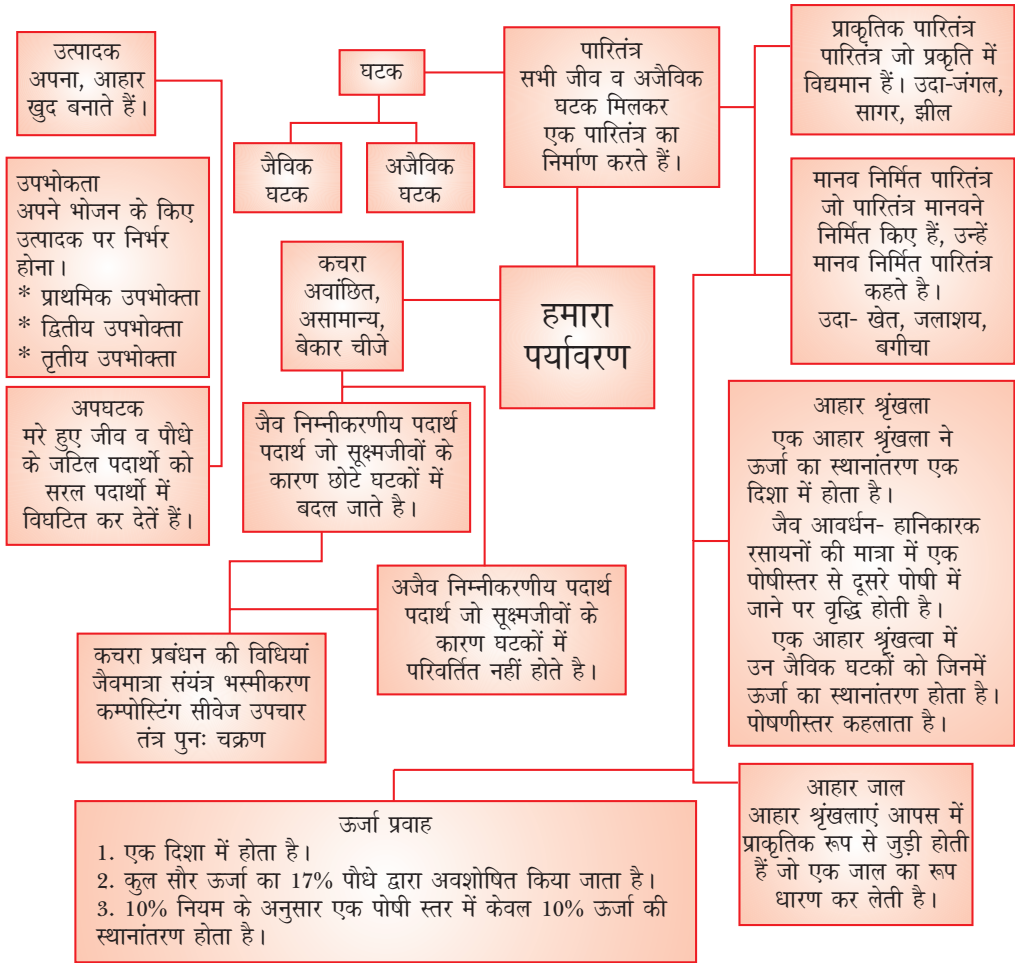 उत्पादक
अपना, आहार
खुद बनाते हैं।
घटक
पारितंत्र
सभी जीव व अजैविक
घटक मिलकर
एक पारितंत्र का
निर्माण करते हैं।
प्राकृतिक पारितंत्र
पारितंत्र जो प्रकृति में
विद्यमान हैं। उदा-जंगल,
सागर, झील
जैविक
घटक
अजैविक
घटक
उपभोकता
अपने भोजन के किए
उत्पादक पर निर्भर
होना।
* प्राथमिक उपभोक्ता
* द्वितीय उपभोक्ता
* तृतीय उपभोक्ता
मानव निर्मित पारितंत्र
जो पारितंत्र मानवने
निर्मित किए हैं, उन्हें
मानव निर्मित पारितंत्र
कहते है।
उदा- खेत, जलाशय,
बगीचा
कचरा
अवांछित,
असामान्य,
बेकार चीजे
हमारा
पर्यावरण
अपघटक
मरे हुए जीव व पौधे
के जटिल पदार्थो को
सरल पदार्थो में
विघटित कर देतें हैं।
जैव निम्नीकरणीय पदार्थ
पदार्थ जो सूक्ष्मजीवों के
कारण छोटे घटकों में
बदल जाते है।
आहार श्रृंखला
एक आहार श्रृंखला ने
ऊर्जा का स्थानांतरण एक
दिशा में होता है।
जैव आवर्धन- हानिकारक
रसायनों की मात्रा में एक
पोषीस्तर से दूसरे पोषी में
जाने पर वृद्धि होती है।
एक आहार श्रृंखत्वा में
उन जैविक घटकों को जिनमें
ऊर्जा का स्थानांतरण होता है।
पोषणीस्तर कहलाता है।
अजैव निम्नीकरणीय पदार्थ
पदार्थ जो सूक्ष्मजीवों के
कारण घटकों में
परिवर्तित नहीं होते है।
कचरा प्रबंधन की विधियां
जैवमात्रा संयंत्र भस्मीकरण
कम्पोस्टिंग सीवेज उपचार
तंत्र पुनः चक्रण
आहार जाल
आहार श्रृंखलाएं आपस में
प्राकृतिक रूप से जुड़ी होती
हैं जो एक जाल का रूप
धारण कर लेती है।
ऊर्जा प्रवाह
1. एक दिशा में होता है।
2. कुल सौर ऊर्जा का 17% पौधे द्वारा अवशोषित किया जाता है।
3. 10% नियम के अनुसार एक पोषी स्तर में केवल 10% ऊर्जा की
स्थानांतरण होता है।